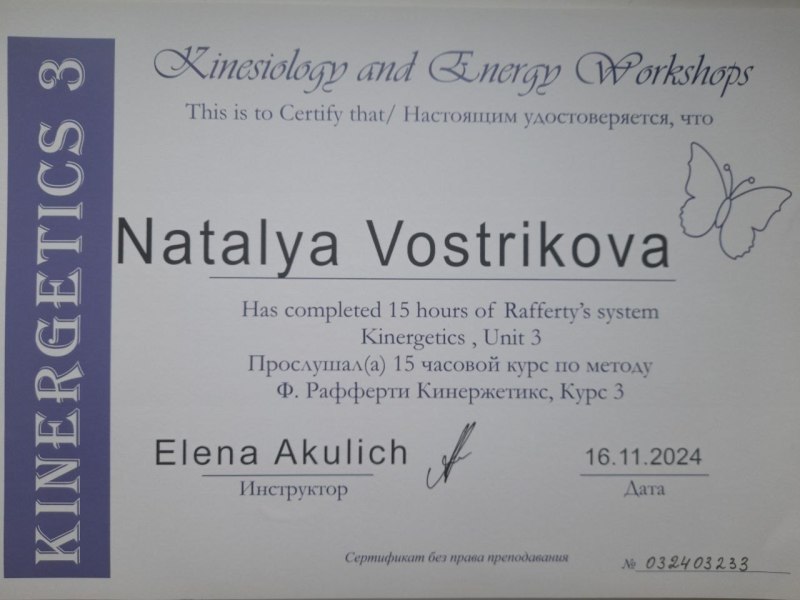 KINERGETICS 3
Kinesiology and Energy Workshops
This is to Certify that/ Настоящим удостоверяется, что
Natalya Vostrikova
Has completed 15 hours of Rafferty's system
Kinergetics , Unit 3
Прослушал(а) 15 часовой курс по методу
Ф. Рафферти Кинержетикс, Курс 3
Elena Akulich
16.11.2024
Инструктор
Дата
Сертификат без права преподавания
№ 032403233